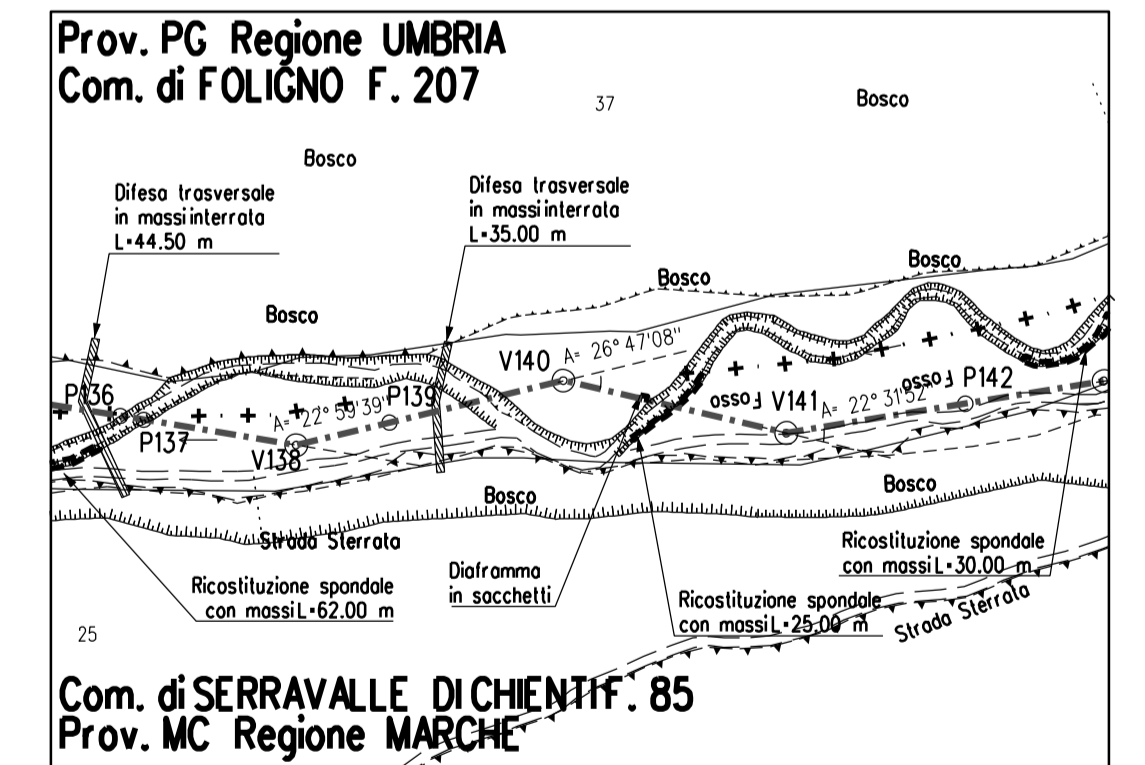 Prov. PG Regione UMBRIA
Com. di FOLIGNO F. 207
37
Bosco
Bosco
Difesa trasversale
in massi interrata
L=44.50 m
Difesa trasversale
in massi interrata
L=35.00 m
Bosco
Bosco
Bosco
V140
A= 26°47'08"
P136
P137
A= 22°59'39"
P139
V138
Fosso
V141
A= 22°31'52"
Fosso
P142
Bosco
Bosco
Strada Sterrata
Ricostituzione spondale
con massi L=62.00 m
Diaframma
in sacchetti
Ricostituzione spondale
con massi L=30.00 m
Ricostituzione spondale
con massi L=25.00 m
Strada Sterrata
25
Com. di SERRAVALLE DI CHIENTI F. 85
Prov. MC Regione MARCHE